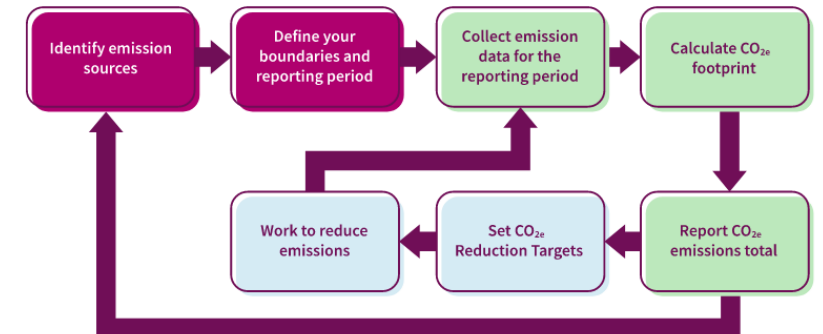 Identify emission
sources
Define your
boundaries and
reporting period
Collect emission
data for the
reporting period
Calculate CO₂ₑ
footprint
Work to reduce
emissions
Set CO₂ₑ
Reduction Targets
Report CO₂ₑ
emissions total